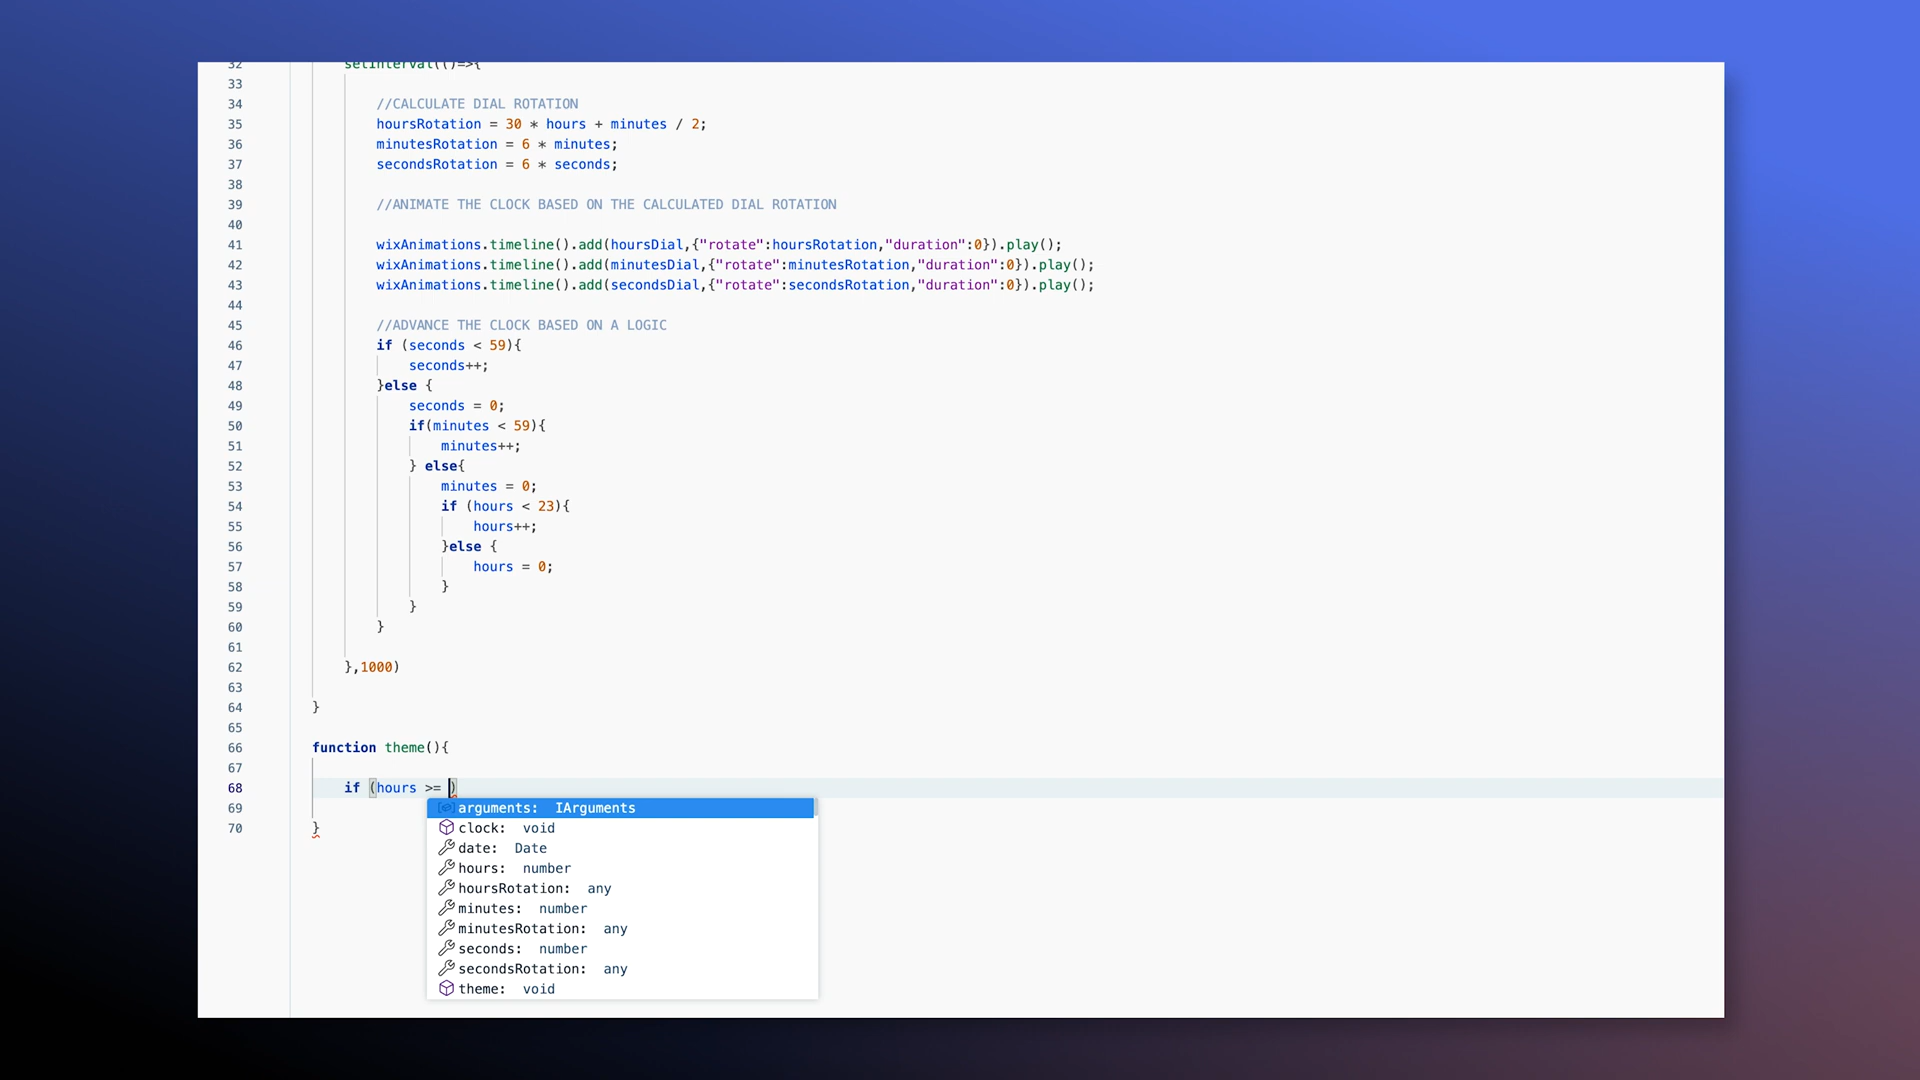 32 setInterval(()=>{
33
34 //CALCULATE DIAL ROTATION
35 hoursRotation = 30 * hours + minutes / 2;
36 minutesRotation = 6 * minutes;
37 secondsRotation = 6 * seconds;
38
39 //ANIMATE THE CLOCK BASED ON THE CALCULATED DIAL ROTATION
40
41 wixAnimations.timeline().add(hoursDial,{"rotate":hoursRotation,"duration":0}).play();
42 wixAnimations.timeline().add(minutesDial,{"rotate":minutesRotation,"duration":0}).play();
43 wixAnimations.timeline().add(secondsDial,{"rotate":secondsRotation,"duration":0}).play();
44
45 //ADVANCE THE CLOCK BASED ON A LOGIC
46 if (seconds < 59){
47 seconds++;
48 }else {
49 seconds = 0;
50 if(minutes < 59){
51 minutes++;
52 } else{
53 minutes = 0;
54 if (hours < 23){
55 hours++;
56 }else {
57 hours = 0;
58 }
59 }
60 }
61
62 },1000)
63
64 }
65
66 function theme(){
67
68 if (hours >= )
69
70 }
arguments: IArguments
clock: void
date: Date
hours: number
hoursRotation: any
minutes: number
minutesRotation: any
seconds: number
secondsRotation: any
theme: void